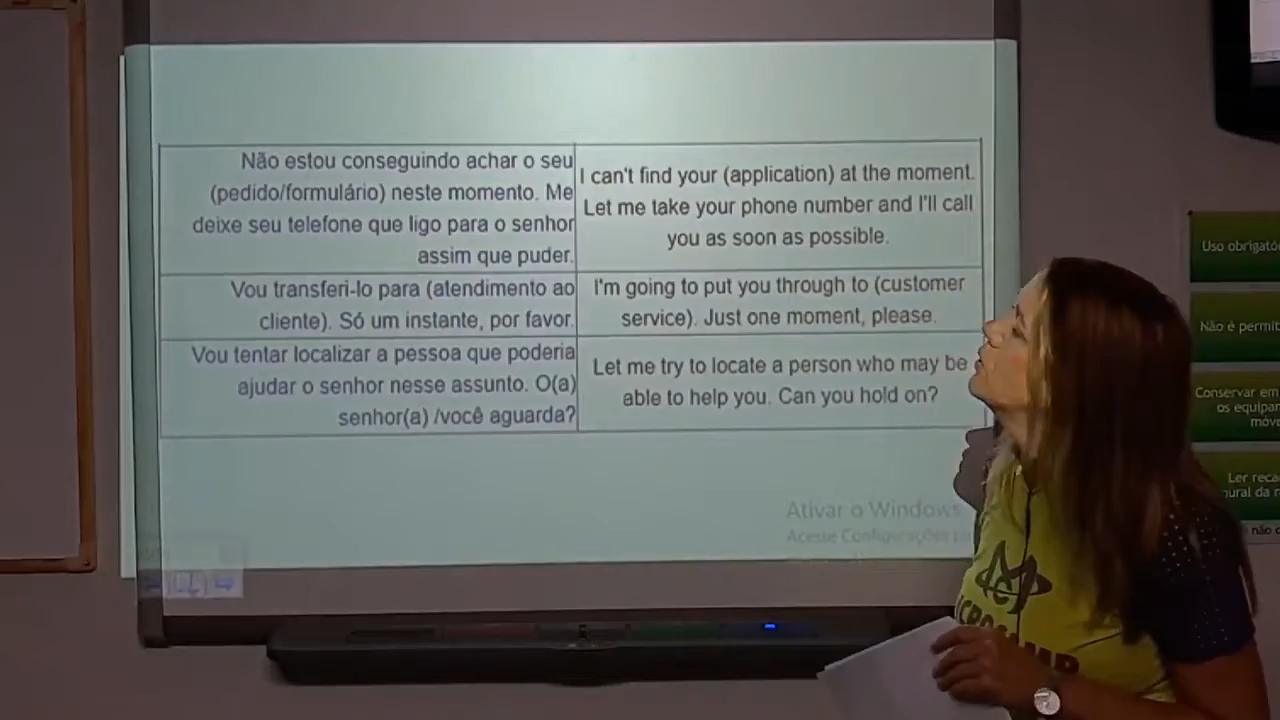 Não estou conseguindo achar o seu
(pedido/formulário) neste momento. Me
deixe seu telefone que ligo para o senhor
assim que puder.
I can't find your (application) at the moment.
Let me take your phone number and I'll call
you as soon as possible.
Vou transferi-lo para (atendimento ao
cliente). Só um instante, por favor.
I'm going to put you through to (customer
service). Just one moment, please.
Vou tentar localizar a pessoa que poderia
ajudar o senhor nesse assunto. O(a)
senhor(a) /você aguarda?
Let me try to locate a person who may be
able to help you. Can you hold on?
Ativar o Windows
Acesse Configurações
Uso
Não é
Conservar em
os
Ler
da
não